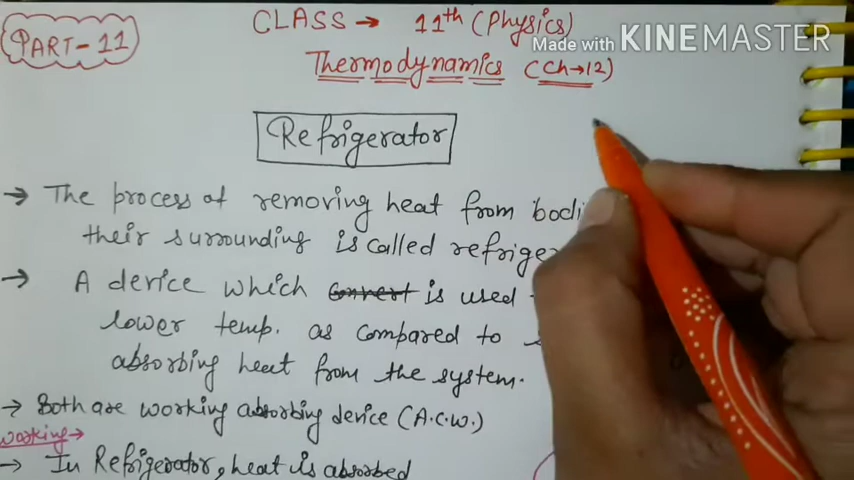 PART-11
CLASS → 11th (Physics)
Made with KINEMASTER
Thermodynamics (Ch→12)
Refrigerator
→ The process of removing heat from
their surrounding is called
→ A device which convert is used
lower temp. as compared to
absorbing heat from the system.
→ Both are working absorbing device (A.C.W.)
working→
→ In Refrigerator, heat is absorbed